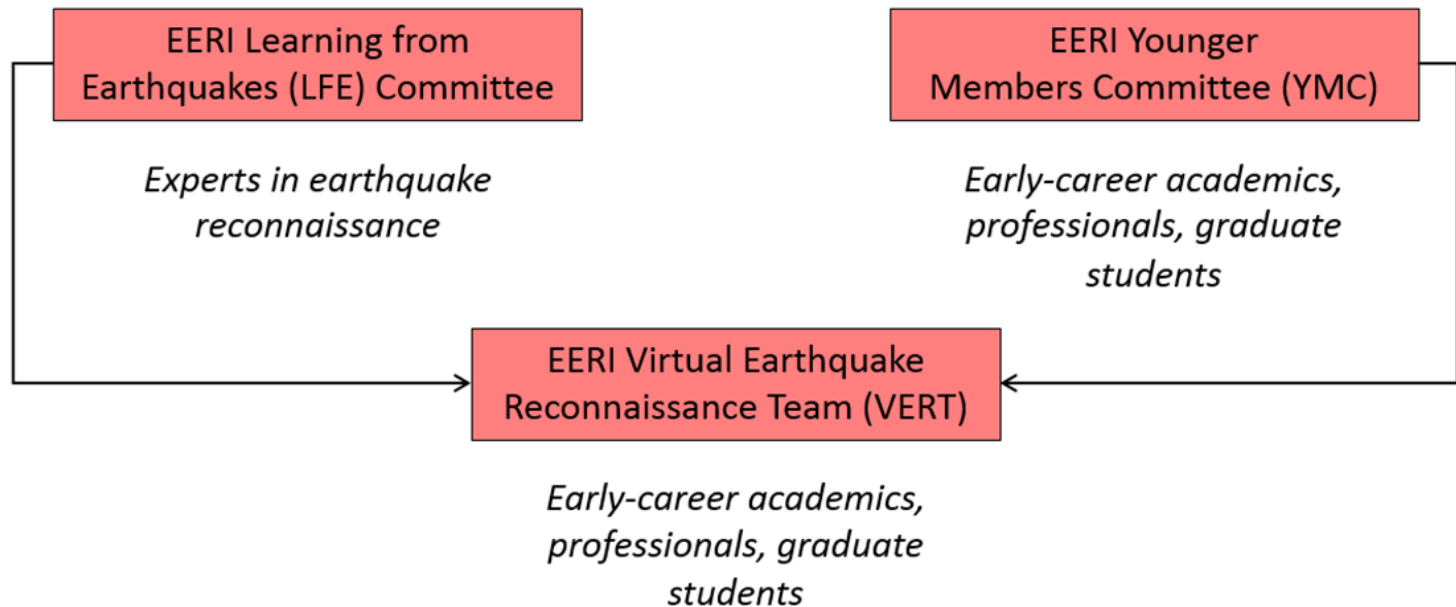 EERI Learning from
Earthquakes (LFE) Committee
Experts in earthquake
reconnaissance
EERI Younger
Members Committee (YMC)
Early-career academics,
professionals, graduate
students
EERI Virtual Earthquake
Reconnaissance Team (VERT)
Early-career academics,
professionals, graduate
students